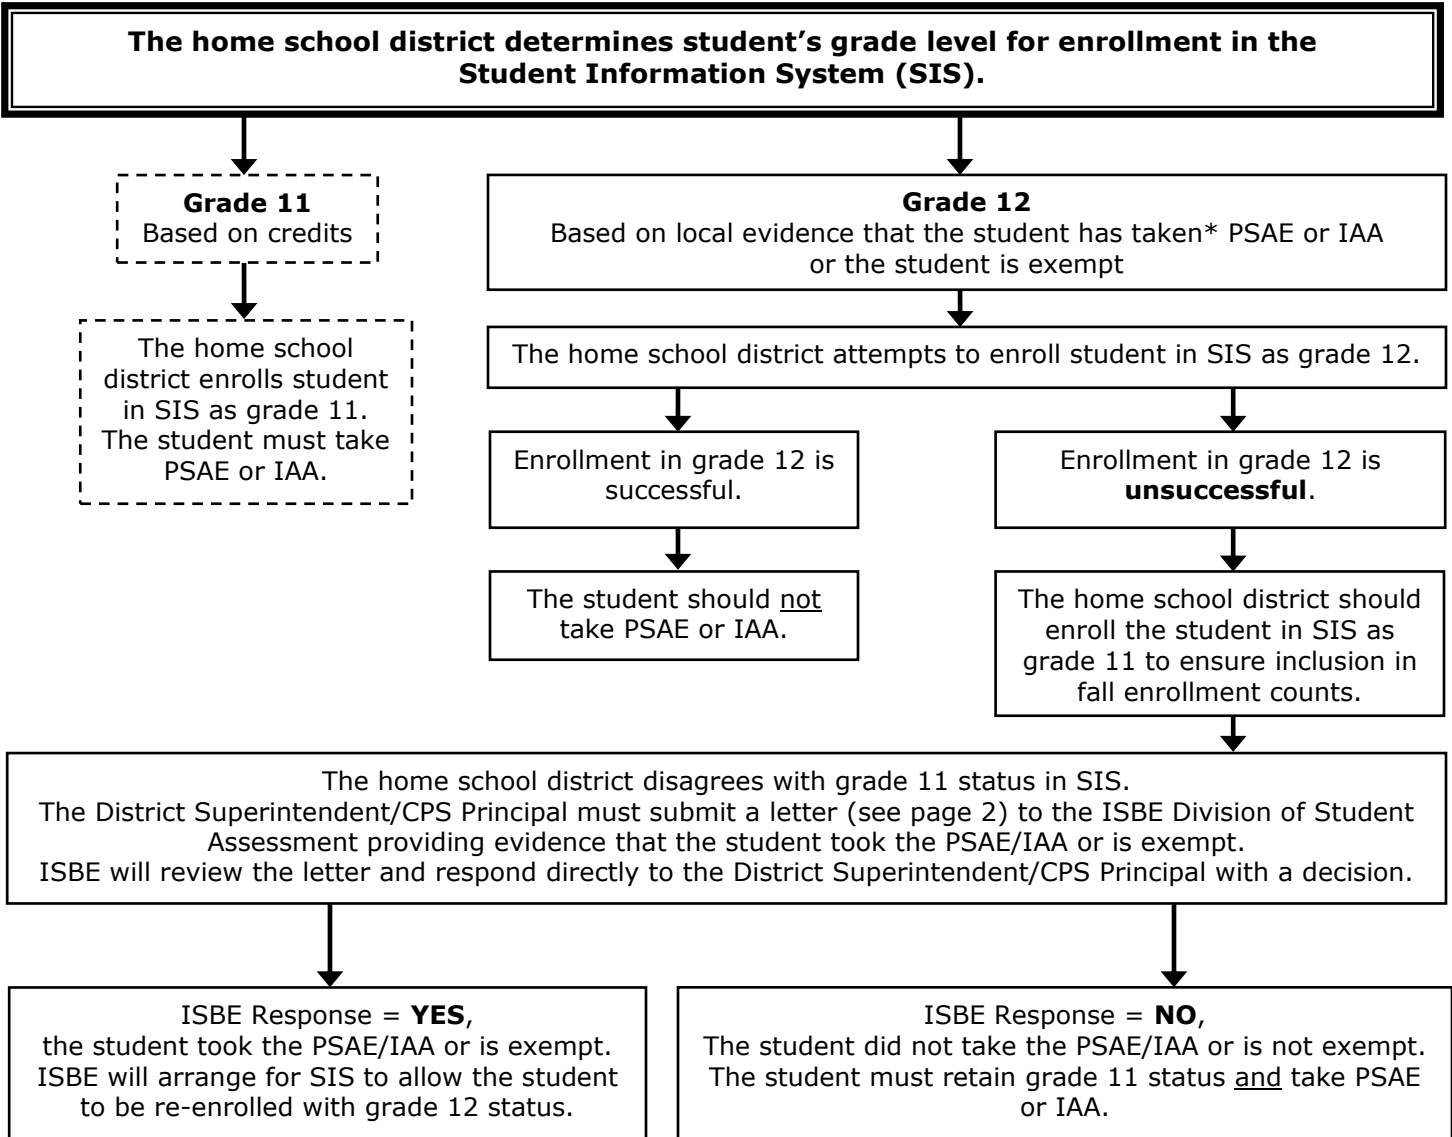 The home school district determines student’s grade level for enrollment in the
Student Information System (SIS).
Grade 11
Based on credits
Grade 12
Based on local evidence that the student has taken* PSAE or IAA
or the student is exempt
The home school
district enrolls student
in SIS as grade 11.
The student must take
PSAE or IAA.
The home school district attempts to enroll student in SIS as grade 12.
Enrollment in grade 12 is
successful.
Enrollment in grade 12 is
unsuccessful.
The student should not
take PSAE or IAA.
The home school district should
enroll the student in SIS as
grade 11 to ensure inclusion in
fall enrollment counts.
The home school district disagrees with grade 11 status in SIS.
The District Superintendent/CPS Principal must submit a letter (see page 2) to the ISBE Division of Student
Assessment providing evidence that the student took the PSAE/IAA or is exempt.
ISBE will review the letter and respond directly to the District Superintendent/CPS Principal with a decision.
ISBE Response = YES,
the student took the PSAE/IAA or is exempt.
ISBE will arrange for SIS to allow the student
to be re-enrolled with grade 12 status.
ISBE Response = NO,
The student did not take the PSAE/IAA or is not exempt.
The student must retain grade 11 status and take PSAE
or IAA.